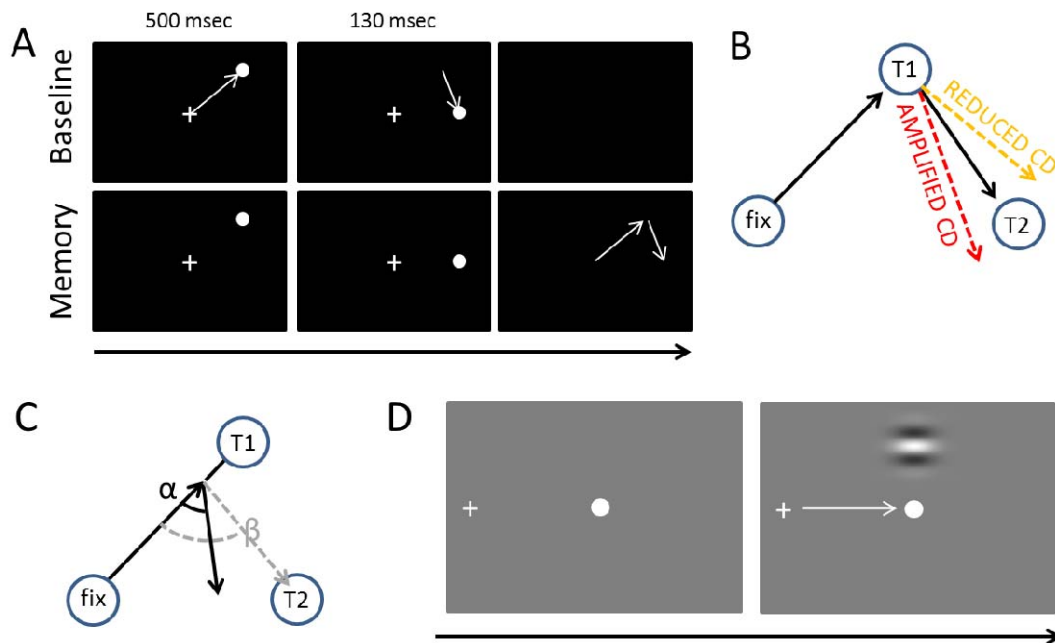 500 msec 130 msec
A
Baseline
Memory
B
T1
REDUCED CD
AMPLIFIED CD
fix
T2
C
T1
α
β
fix
T2
D